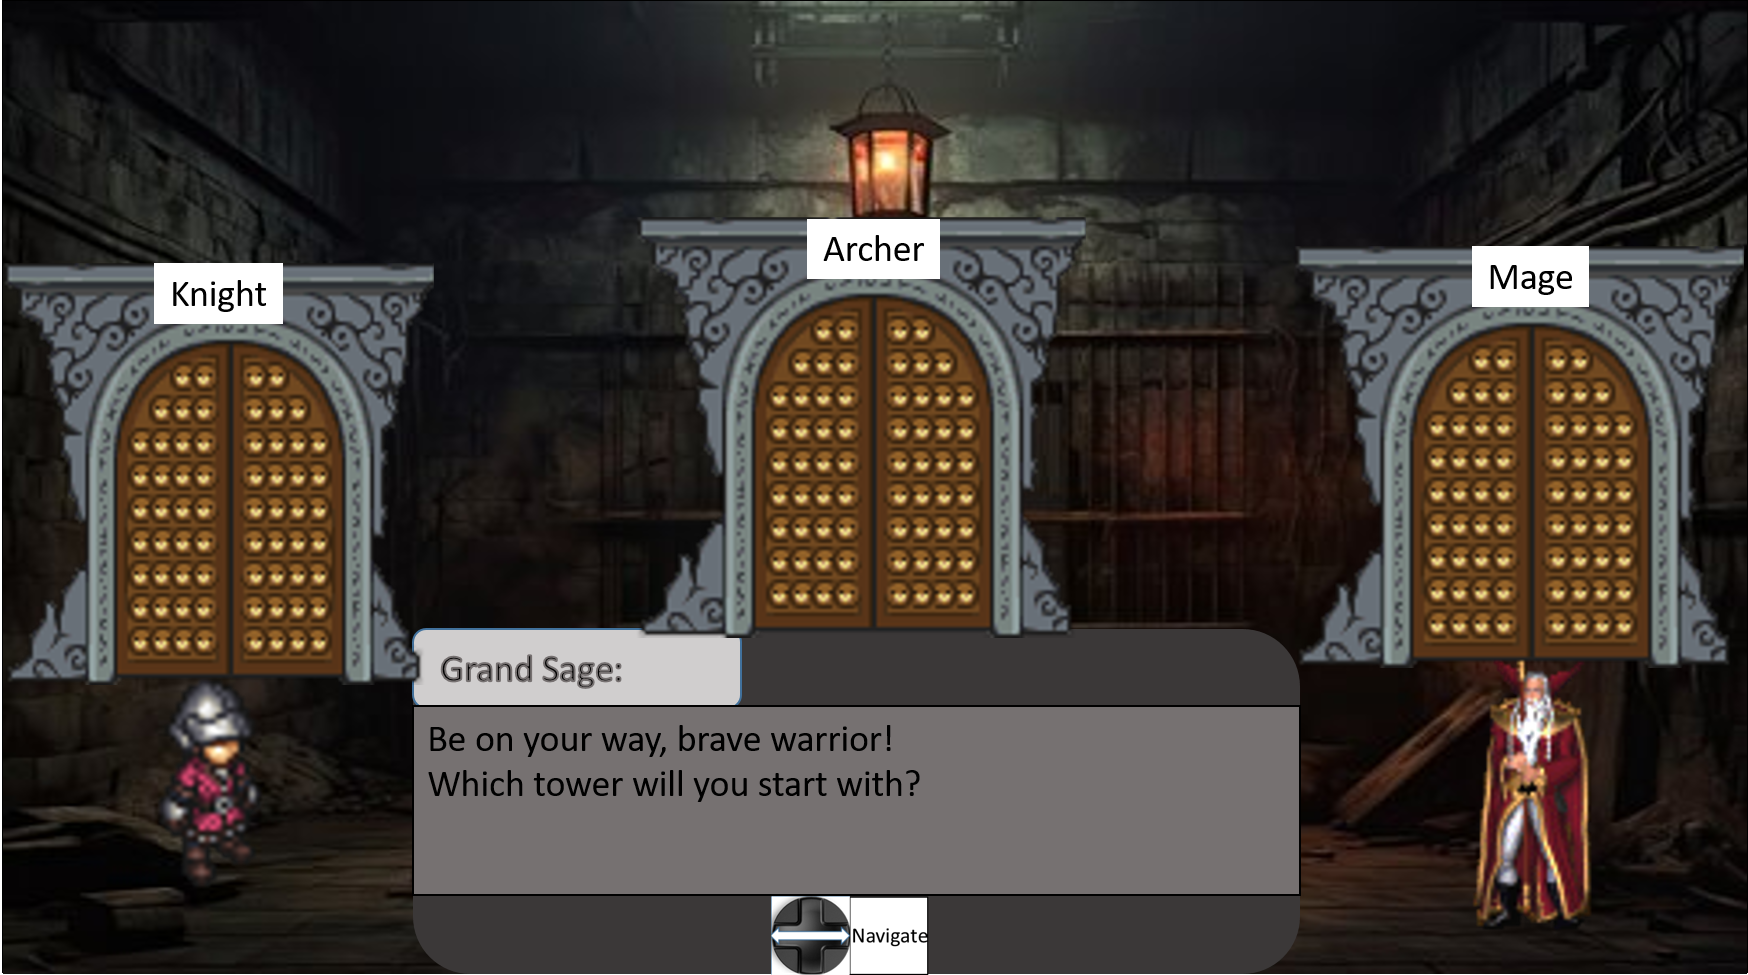 Knight
Archer
Mage
Grand Sage:
Be on your way, brave warrior!
Which tower will you start with?
Navigate